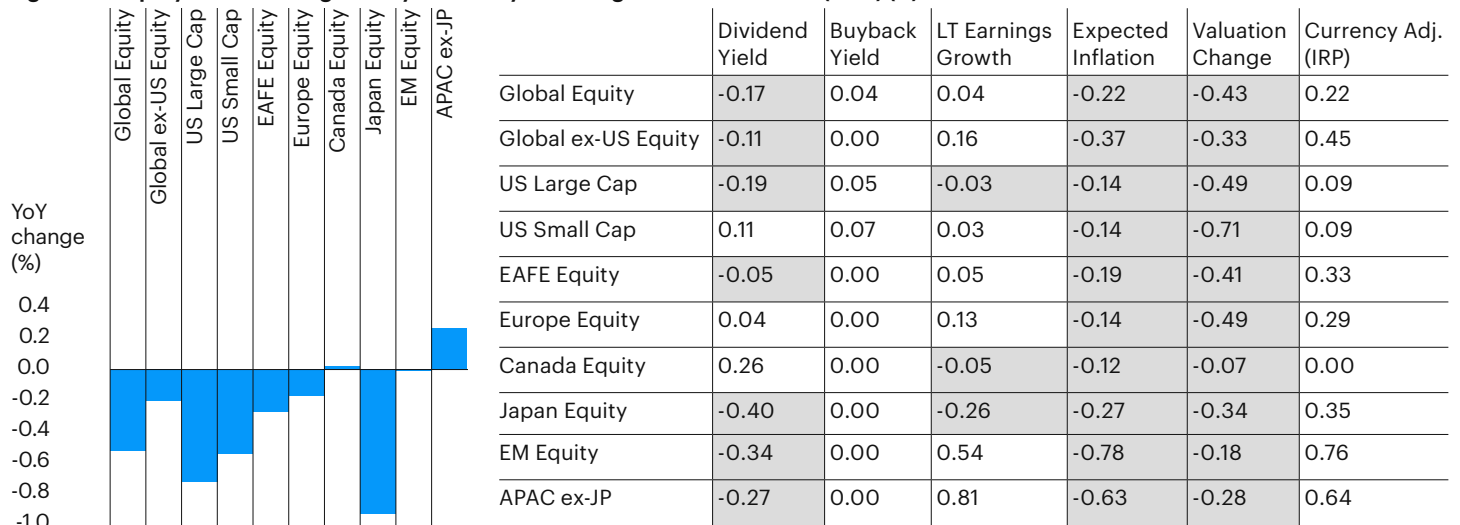 Global Equity
Global ex-US Equity
US Large Cap
US Small Cap
EAFE Equity
Europe Equity
Canada Equity
Japan Equity
EM Equity
APAC ex-JP
YoY
change
(%)
0.4
0.2
0.0
-0.2
-0.4
-0.6
-0.8
-1.0
Dividend Buyback LT Earnings Expected Valuation Currency Adj.
Yield Yield Growth Inflation Change (IRP)
Global Equity -0.17 0.04 0.04 -0.22 -0.43 0.22
Global ex-US Equity -0.11 0.00 0.16 -0.37 -0.33 0.45
US Large Cap -0.19 0.05 -0.03 -0.14 -0.49 0.09
US Small Cap 0.11 0.07 0.03 -0.14 -0.71 0.09
EAFE Equity -0.05 0.00 0.05 -0.19 -0.41 0.33
Europe Equity 0.04 0.00 0.13 -0.14 -0.49 0.29
Canada Equity 0.26 0.00 -0.05 -0.12 -0.07 0.00
Japan Equity -0.40 0.00 -0.26 -0.27 -0.34 0.35
EM Equity -0.34 0.00 0.54 -0.78 -0.18 0.76
APAC ex-JP -0.27 0.00 0.81 -0.63 -0.28 0.64